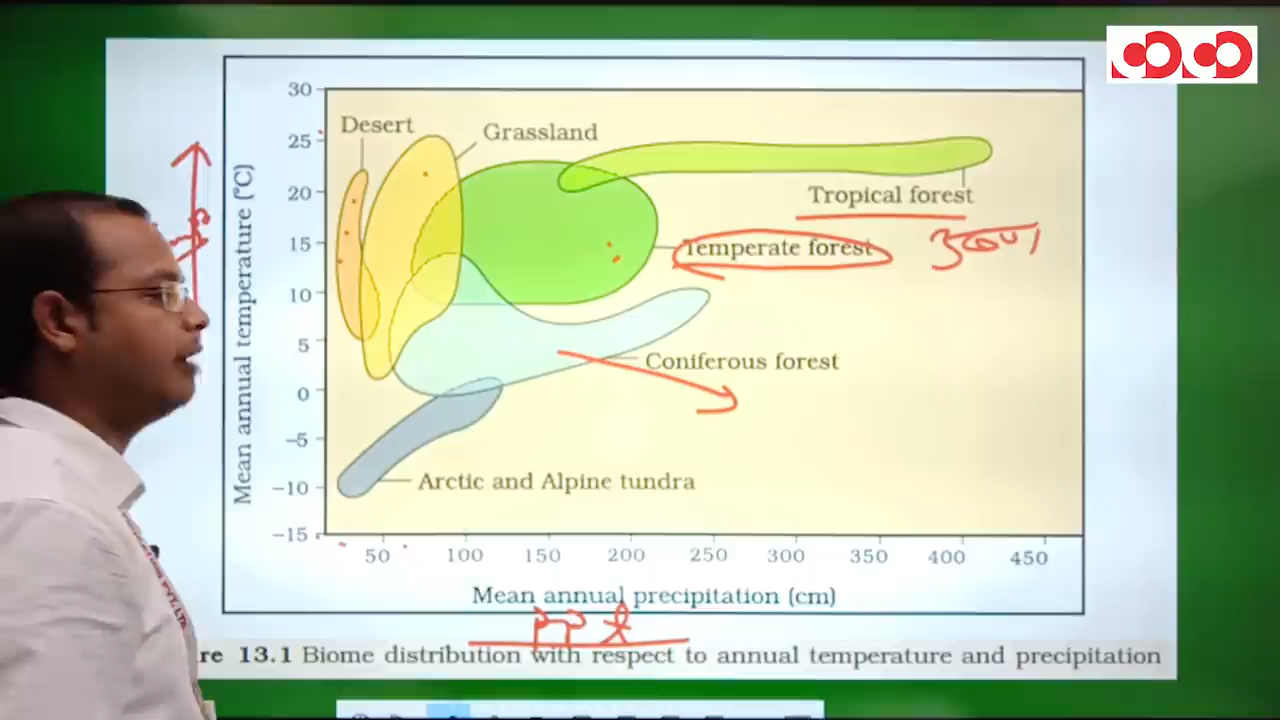 30
Desert
Grassland
25
20
Tropical forest
15
Temperate forest
10
5
Coniferous forest
0
−5
−10
Arctic and Alpine tundra
−15
Mean annual temperature (°C)
50 100 150 200 250 300 350 400 450
Mean annual precipitation (cm)
re 13.1 Biome distribution with respect to annual temperature and precipitation